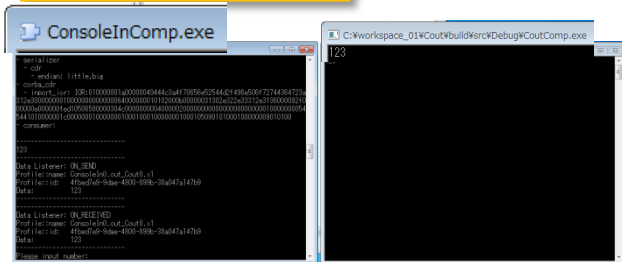 ConsoleInComp.exe
- serializer
- cdr
- endian: little,big
- corba_cdr
- consumer:
----------------------------
123
----------------------------
Data Listener: ON_SEND
Profile::name: ConsoleIn0.out_Cout0.x1
Profile::id: 4fbed7e9-9dae-4800-899b-38a047a147b9
Data: 123
----------------------------
Data Listener: ON_RECEIVED
Profile::name: ConsoleIn0.out_Cout0.x1
Profile::id: 4fbed7e9-9dae-4800-899b-38a047a147b9
Data: 123
----------------------------
Please input number:
C:¥workspace_01¥Cout¥build¥src¥Debug¥CoutComp.exe
123